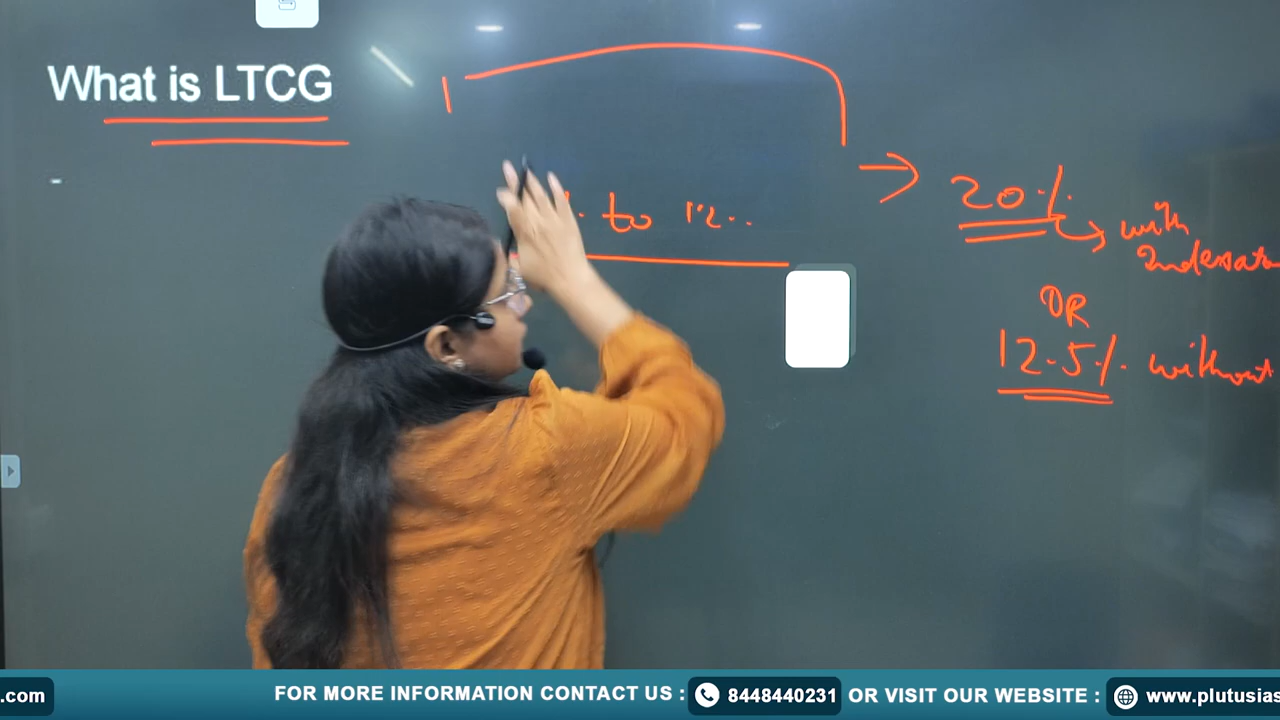 What is LTCG
to 12..
20%
with
OR
12.5% without
.com
FOR MORE INFORMATION CONTACT US : 8448440231 OR VISIT OUR WEBSITE : www.plutusias